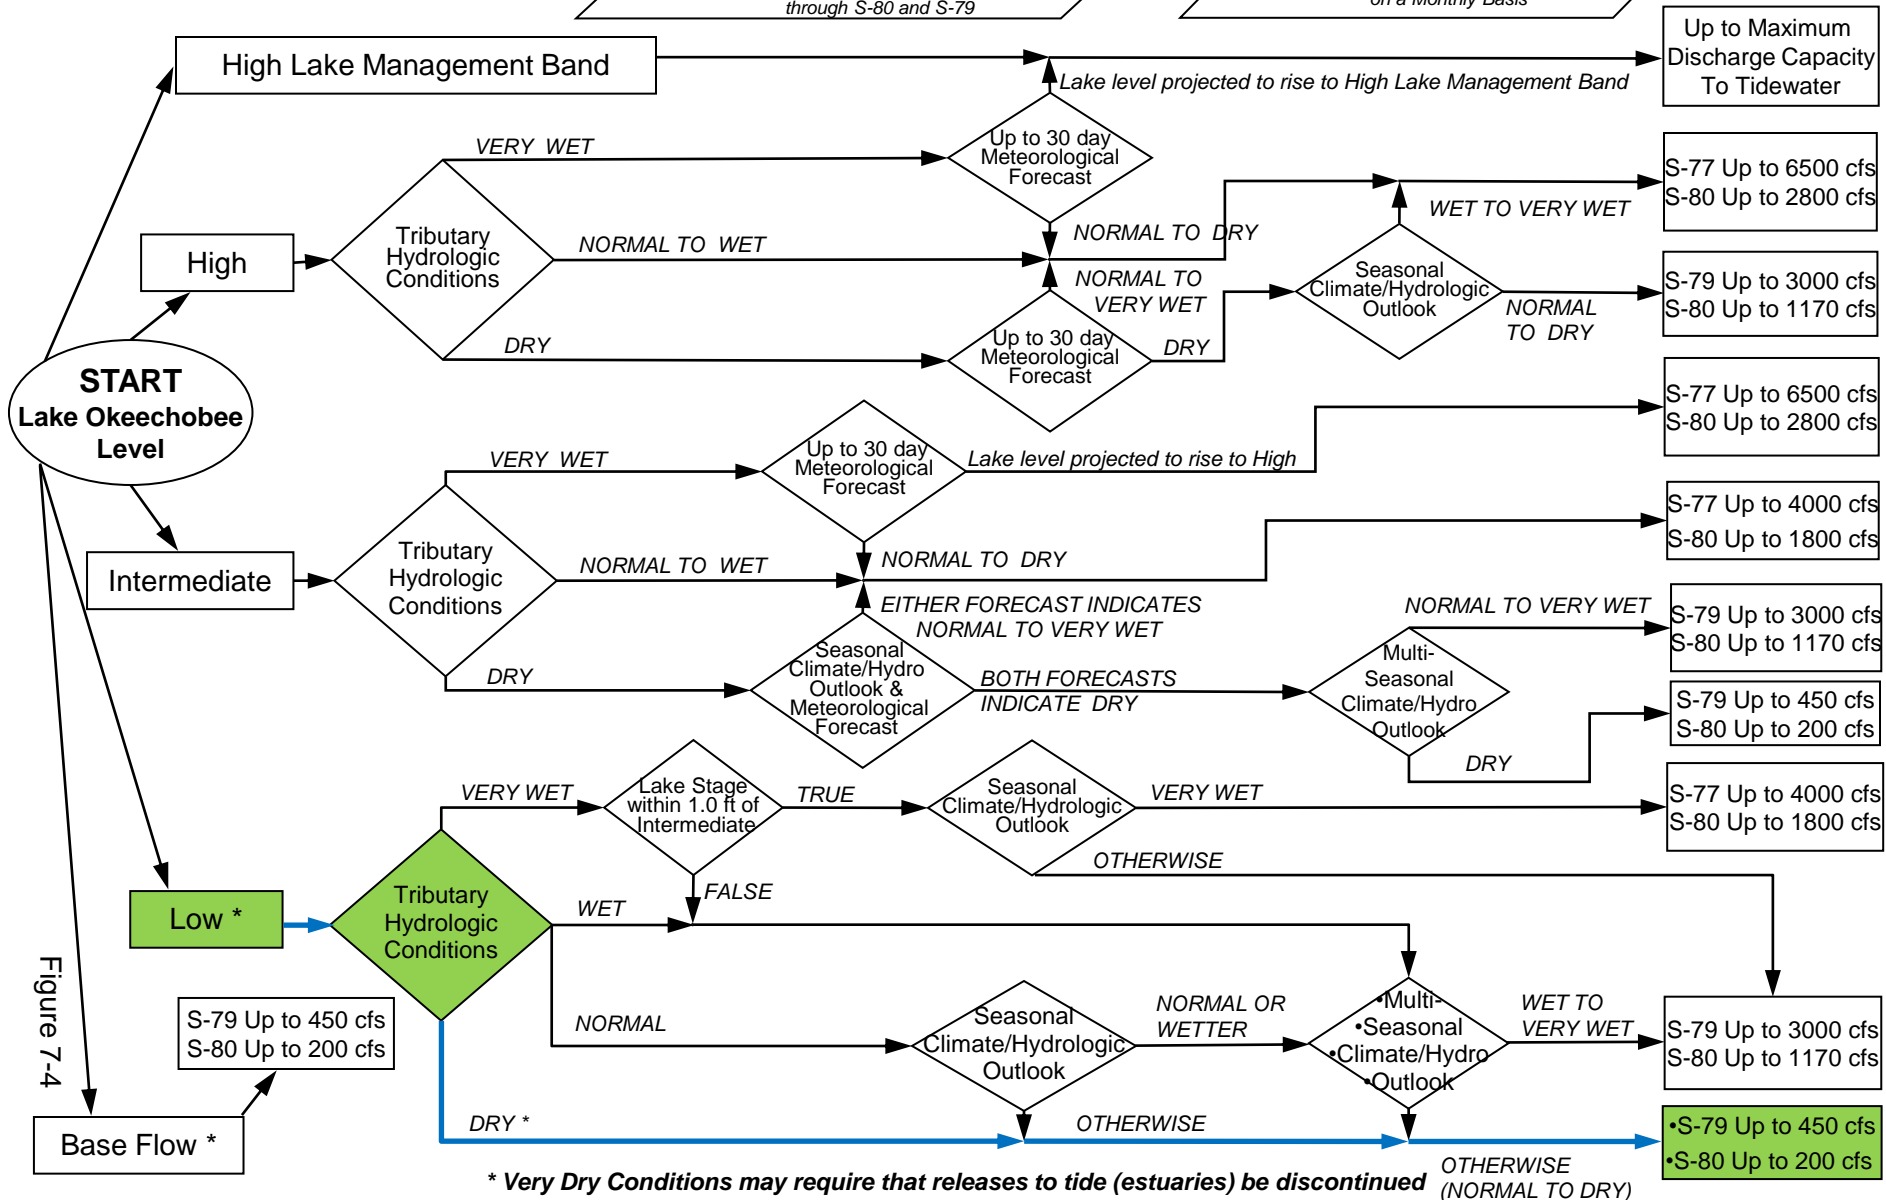 through S-80 and S-79
on a Monthly Basis
High Lake Management Band
Lake level projected to rise to High Lake Management Band
Up to Maximum
Discharge Capacity
To Tidewater
VERY WET
Up to 30 day
Meteorological
Forecast
S-77 Up to 6500 cfs
S-80 Up to 2800 cfs
WET TO VERY WET
High
Tributary
Hydrologic
Conditions
NORMAL TO WET
NORMAL TO DRY
NORMAL TO
VERY WET
Seasonal
Climate/Hydrologic
Outlook
NORMAL
TO DRY
S-79 Up to 3000 cfs
S-80 Up to 1170 cfs
DRY
Up to 30 day
Meteorological
Forecast
DRY
START
Lake Okeechobee
Level
S-77 Up to 6500 cfs
S-80 Up to 2800 cfs
VERY WET
Up to 30 day
Meteorological
Forecast
Lake level projected to rise to High
S-77 Up to 4000 cfs
S-80 Up to 1800 cfs
Intermediate
Tributary
Hydrologic
Conditions
NORMAL TO WET
NORMAL TO DRY
EITHER FORECAST INDICATES
NORMAL TO VERY WET
NORMAL TO VERY WET
S-79 Up to 3000 cfs
S-80 Up to 1170 cfs
DRY
Seasonal
Climate/Hydro
Outlook &
Meteorological
Forecast
BOTH FORECASTS
INDICATE DRY
Multi-
Seasonal
Climate/Hydro
Outlook
DRY
S-79 Up to 450 cfs
S-80 Up to 200 cfs
VERY WET
Lake Stage
within 1.0 ft of
Intermediate
TRUE
Seasonal
Climate/Hydrologic
Outlook
VERY WET
S-77 Up to 4000 cfs
S-80 Up to 1800 cfs
OTHERWISE
FALSE
Low *
Tributary
Hydrologic
Conditions
WET
NORMAL
Seasonal
Climate/Hydrologic
Outlook
NORMAL OR
WETTER
•Multi-
•Seasonal
•Climate/Hydro
•Outlook
WET TO
VERY WET
S-79 Up to 3000 cfs
S-80 Up to 1170 cfs
Figure 7-4
S-79 Up to 450 cfs
S-80 Up to 200 cfs
Base Flow *
DRY *
OTHERWISE
•S-79 Up to 450 cfs
•S-80 Up to 200 cfs
OTHERWISE
(NORMAL TO DRY)
* Very Dry Conditions may require that releases to tide (estuaries) be discontinued